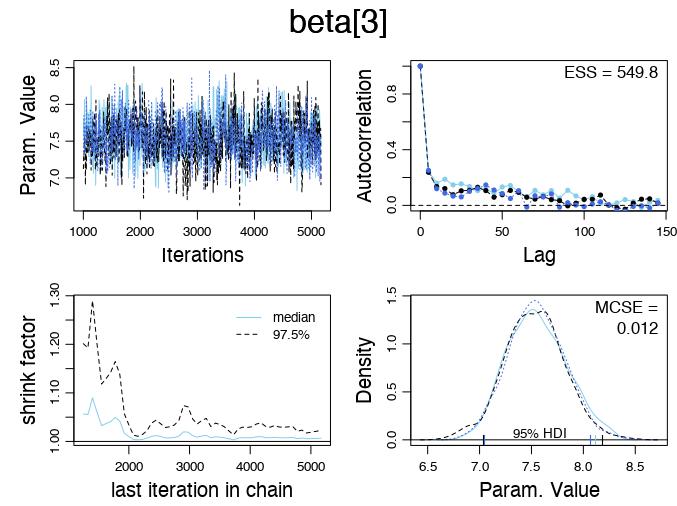 beta[3]
Param. Value
8.5
8.0
7.5
7.0
1000 2000 3000 4000 5000
Iterations
Autocorrelation
0.8
0.4
0.0
ESS = 549.8
0 50 100 150
Lag
shrink factor
1.30
1.20
1.10
1.00
median
97.5%
2000 3000 4000 5000
last iteration in chain
Density
1.5
1.0
0.5
0.0
MCSE =
0.012
95% HDI
6.5 7.0 7.5 8.0 8.5
Param. Value